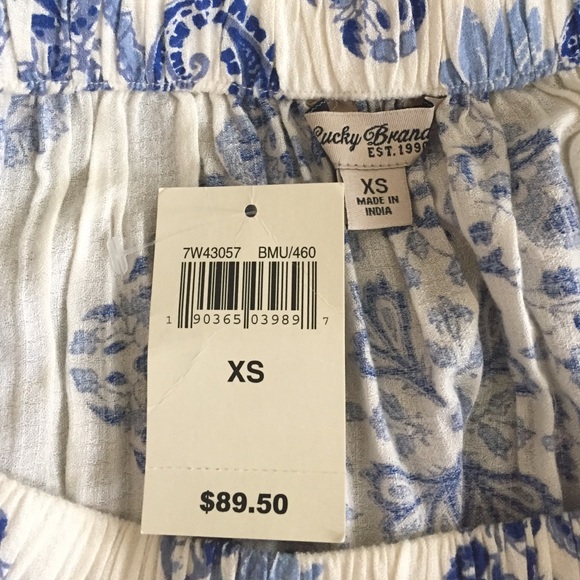 Lucky Brand
EST. 1990
XS
MADE IN
INDIA
7W43057 BMU/460
1 90365 03989 7
XS
$89.50